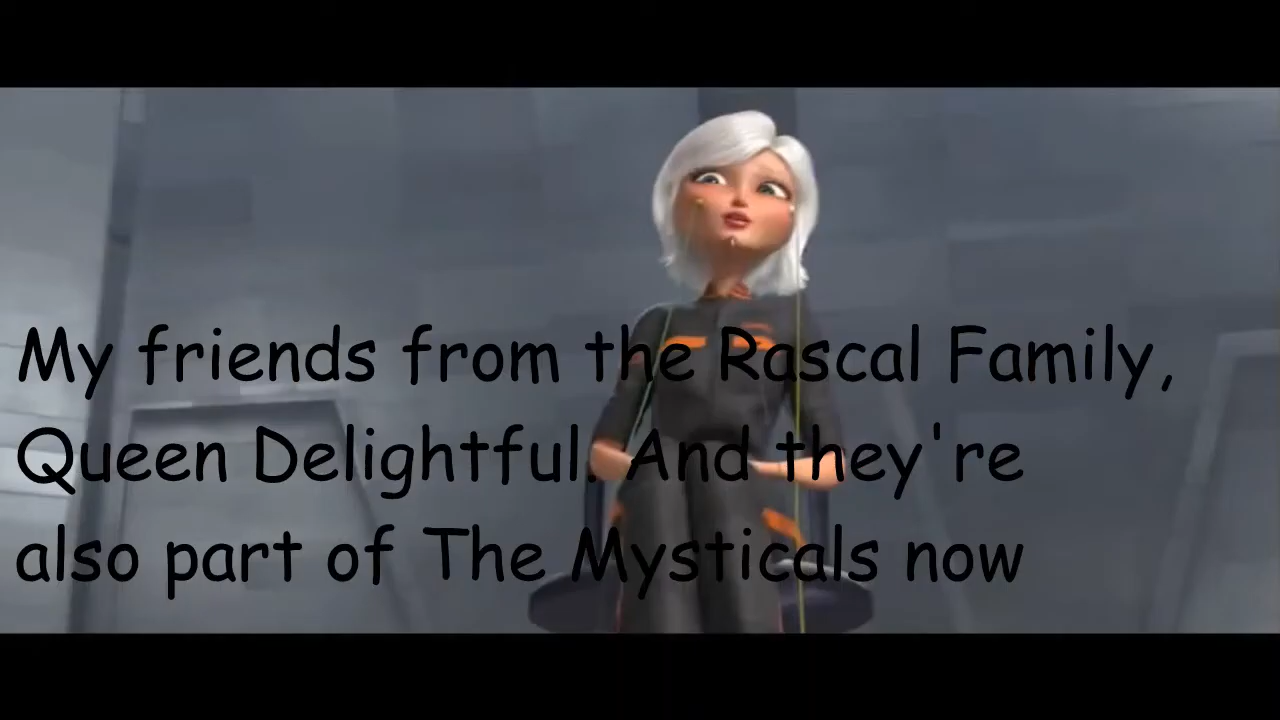 My friends from the Rascal Family,
Queen Delightful. And they're
also part of The Mysticals now